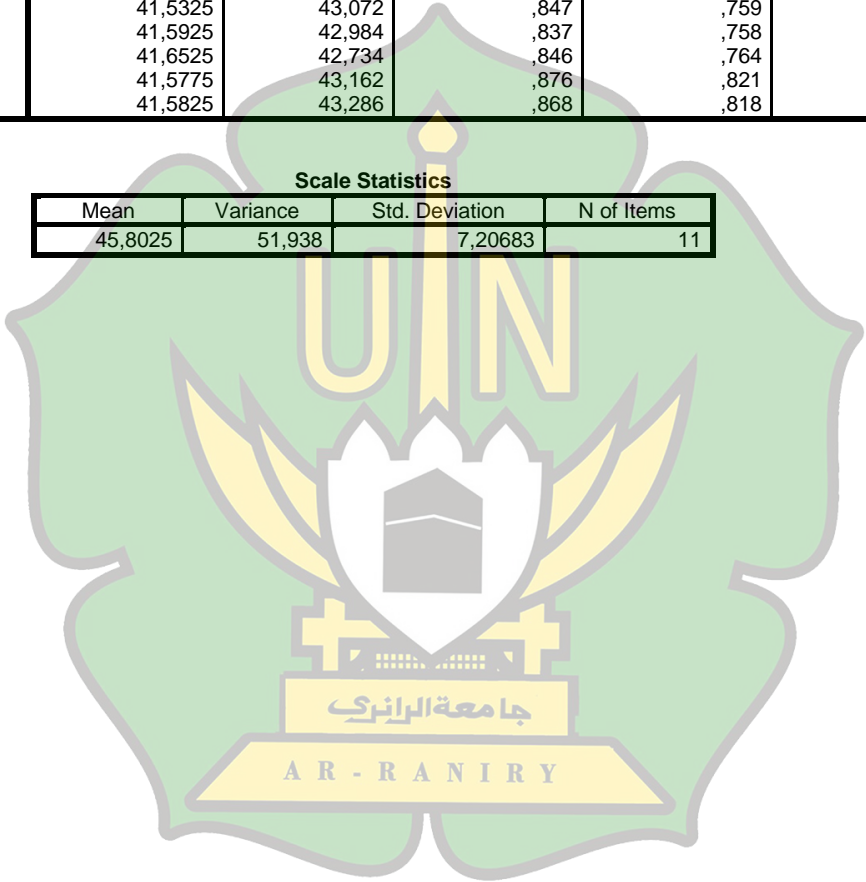 41,5325 43,072 ,847 ,759
41,5925 42,984 ,837 ,758
41,6525 42,734 ,846 ,764
41,5775 43,162 ,876 ,821
41,5825 43,286 ,868 ,818
Scale Statistics
Mean Variance Std. Deviation N of Items
45,8025 51,938 7,20683 11
UIN
جامعةالرانري
AR-RANIRY